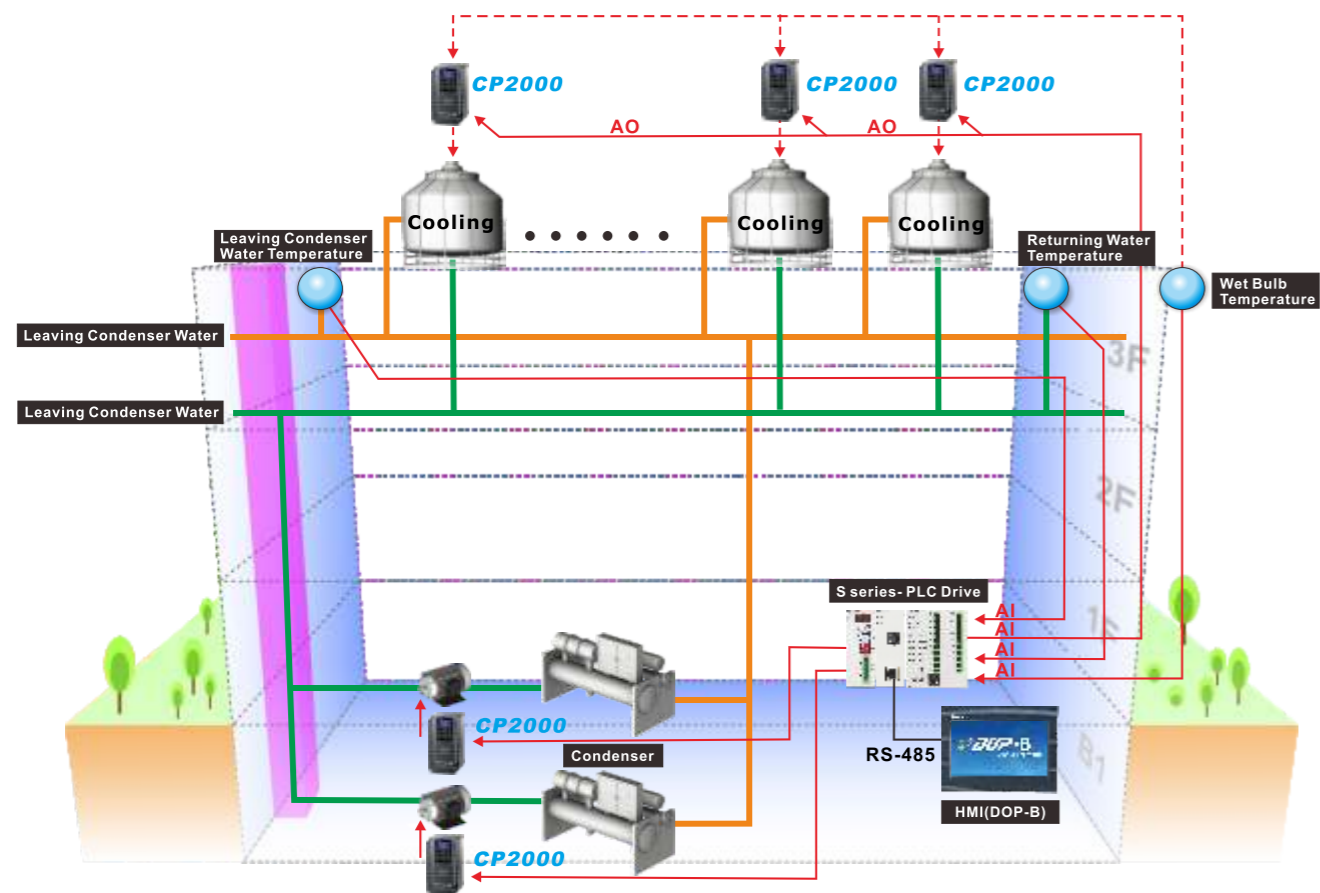 CP2000
CP2000
CP2000
AO
AO
Cooling
Cooling
Cooling
Leaving Condenser
Water Temperature
Returning Water
Temperature
Wet Bulb
Temperature
Leaving Condenser Water
3F
Leaving Condenser Water
2F
S series- PLC Drive
AI
AI
1F
AI
AI
CP2000
Condenser
RS-485
DOP-B
B1
HMI(DOP-B)
CP2000